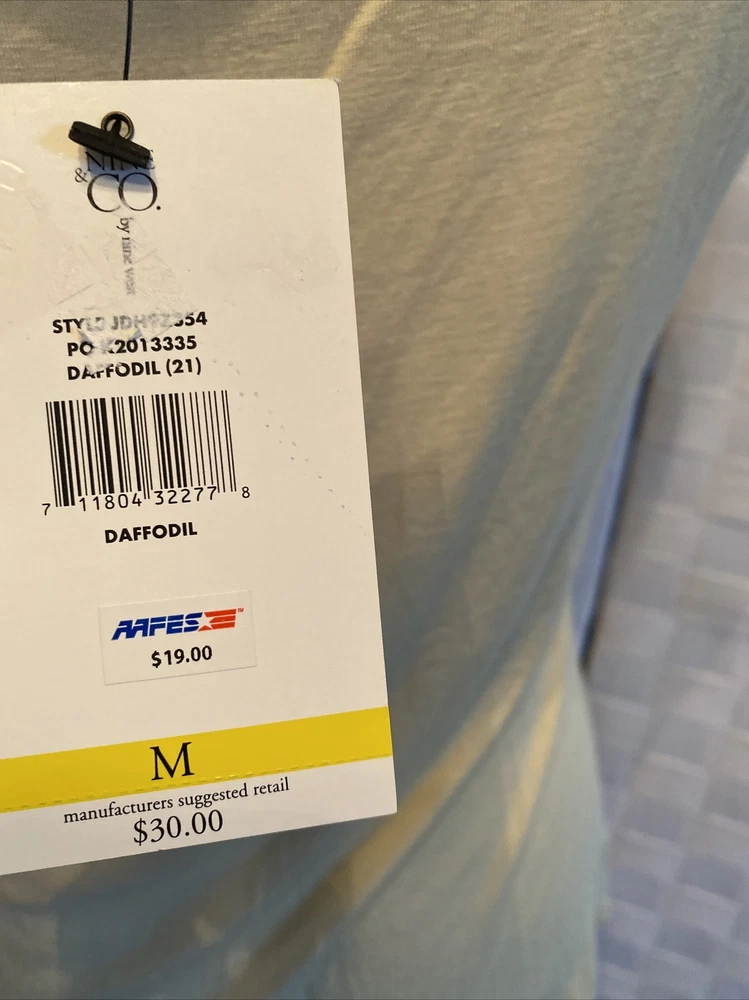 NINE
& CO.
by nine west
STYLE JDH9Z354
PO K2013335
DAFFODIL (21)
7 11804 32277 8
DAFFODIL
AAFES ™
$19.00
M
manufacturers suggested retail
$30.00